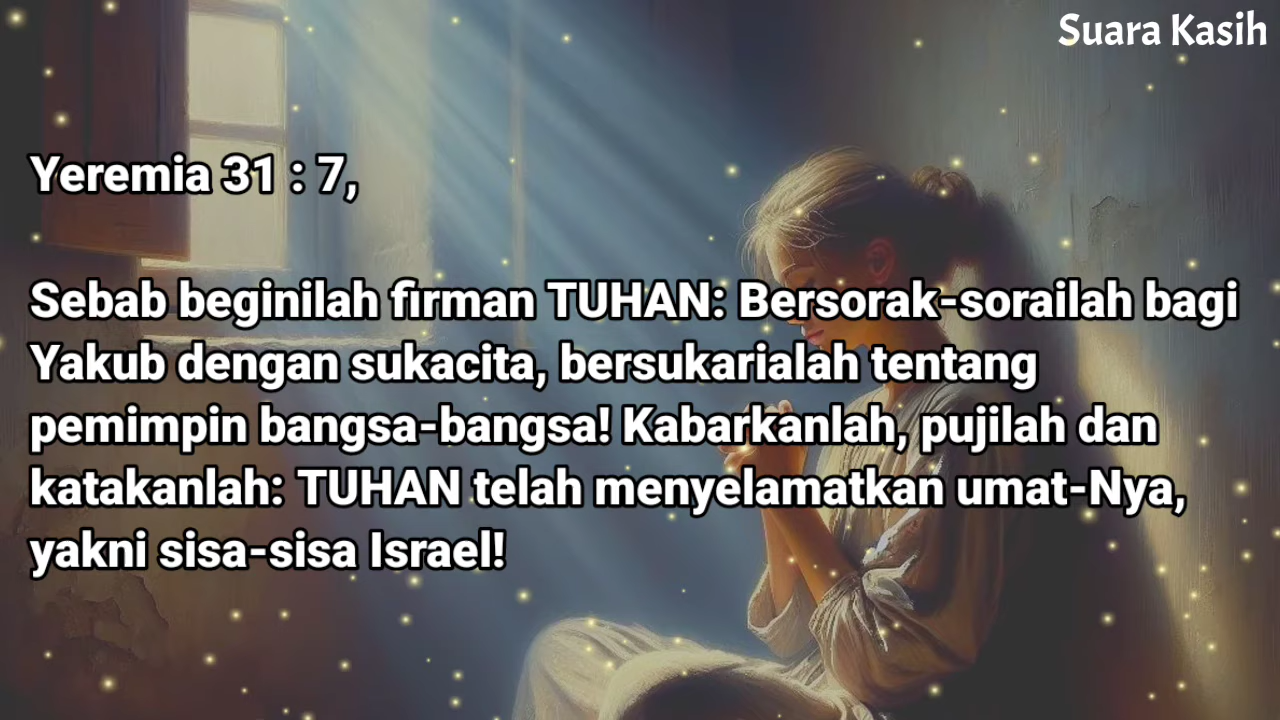 Suara Kasih
Yeremia 31 : 7,
Sebab beginilah firman TUHAN: Bersorak-sorailah bagi
Yakub dengan sukacita, bersukarialah tentang
pemimpin bangsa-bangsa! Kabarkanlah, pujilah dan
katakanlah: TUHAN telah menyelamatkan umat-Nya,
yakni sisa-sisa Israel!